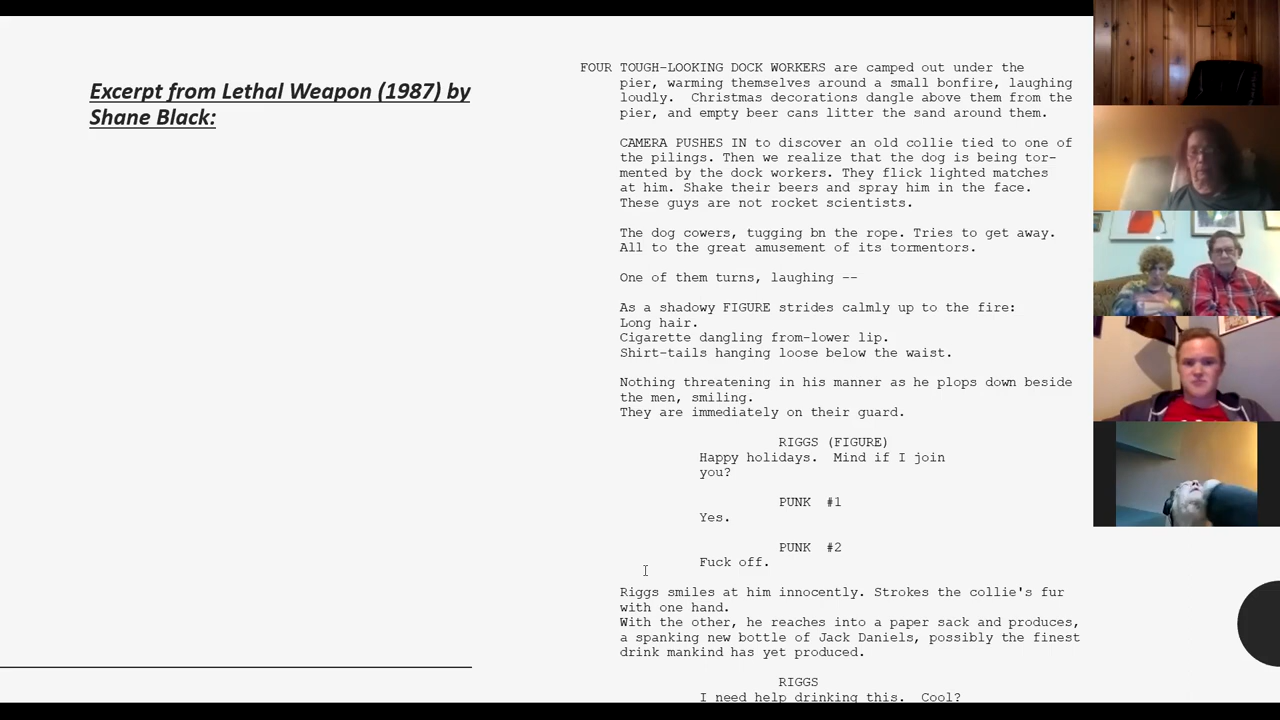 Excerpt from Lethal Weapon (1987) by
Shane Black:
FOUR TOUGH-LOOKING DOCK WORKERS are camped out under the
pier, warming themselves around a small bonfire, laughing
loudly. Christmas decorations dangle above them from the
pier, and empty beer cans litter the sand around them.
CAMERA PUSHES IN to discover an old collie tied to one of
the pilings. Then we realize that the dog is being tor-
mented by the dock workers. They flick lighted matches
at him. Shake their beers and spray him in the face.
These guys are not rocket scientists.
The dog cowers, tugging bn the rope. Tries to get away.
All to the great amusement of its tormentors.
One of them turns, laughing --
As a shadowy FIGURE strides calmly up to the fire:
Long hair.
Cigarette dangling from-lower lip.
Shirt-tails hanging loose below the waist.
Nothing threatening in his manner as he plops down beside
the men, smiling.
They are immediately on their guard.
RIGGS (FIGURE)
Happy holidays. Mind if I join
you?
PUNK #1
Yes.
PUNK #2
Fuck off.
Riggs smiles at him innocently. Strokes the collie's fur
with one hand.
With the other, he reaches into a paper sack and produces,
a spanking new bottle of Jack Daniels, possibly the finest
drink mankind has yet produced.
RIGGS
I need help drinking this. Cool?